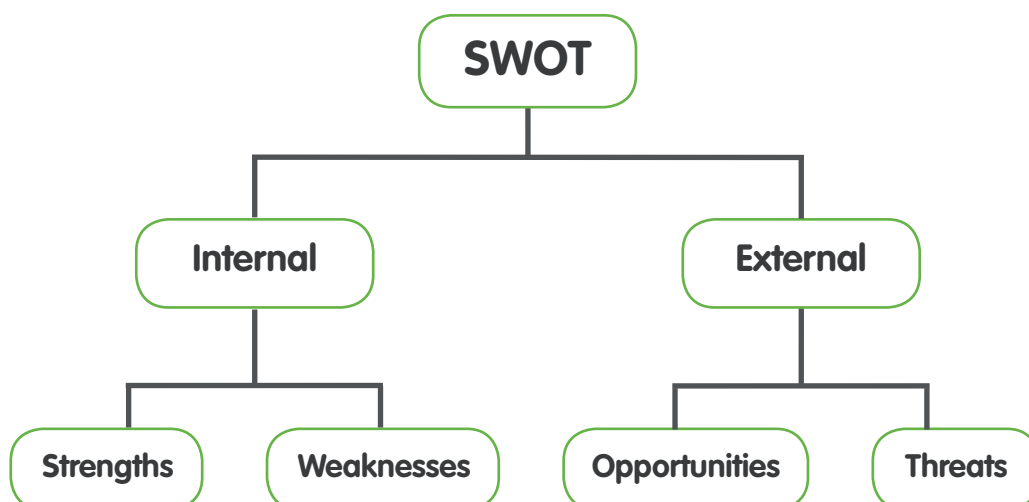 SWOT
Internal
External
Strengths
Weaknesses
Opportunities
Threats